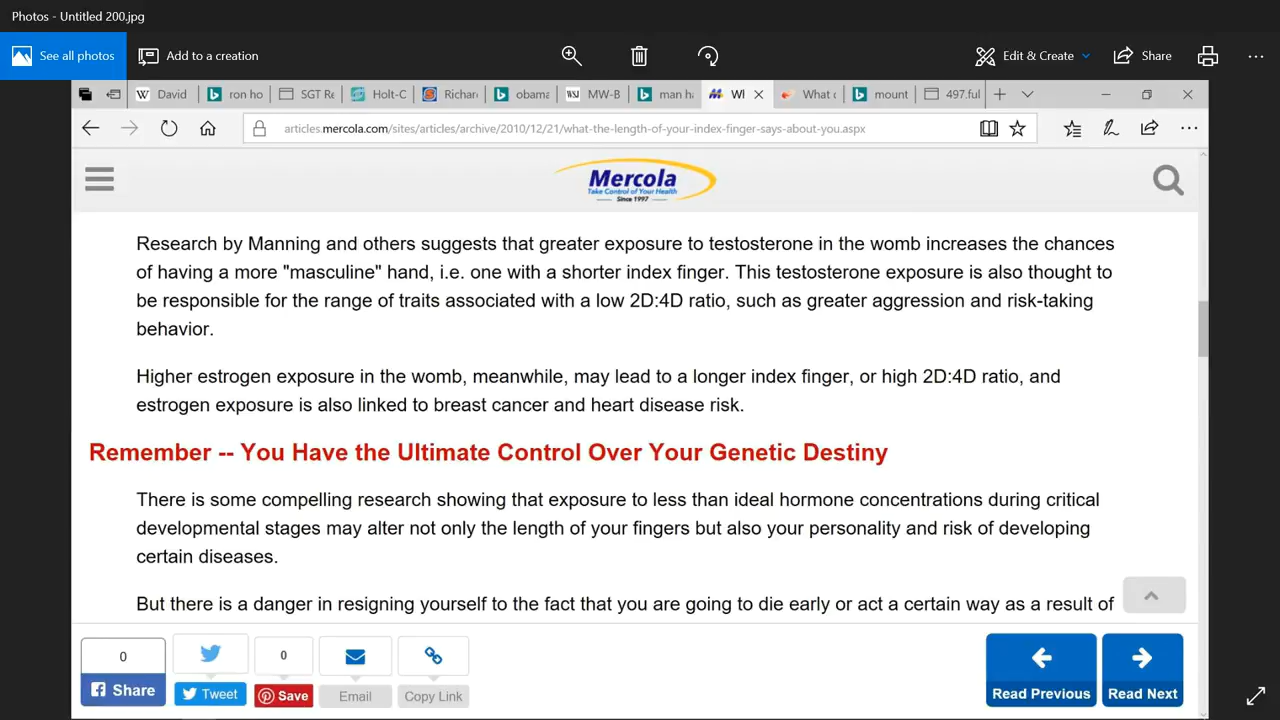 Photos - Untitled 200.jpg
See all photos
Add to a creation
Edit & Create
Share
David
ron ho
SGT Re
Holt-C
Richar
obama
WSJ MW-B
man ha
WI
What d
mount
497.ful
articles.mercola.com/sites/articles/archive/2010/12/21/what-the-length-of-your-index-finger-says-about-you.aspx
Mercola
Take Control of Your Health
Since 1997
Research by Manning and others suggests that greater exposure to testosterone in the womb increases the chances
of having a more "masculine" hand, i.e. one with a shorter index finger. This testosterone exposure is also thought to
be responsible for the range of traits associated with a low 2D:4D ratio, such as greater aggression and risk-taking
behavior.
Higher estrogen exposure in the womb, meanwhile, may lead to a longer index finger, or high 2D:4D ratio, and
estrogen exposure is also linked to breast cancer and heart disease risk.
Remember -- You Have the Ultimate Control Over Your Genetic Destiny
There is some compelling research showing that exposure to less than ideal hormone concentrations during critical
developmental stages may alter not only the length of your fingers but also your personality and risk of developing
certain diseases.
But there is a danger in resigning yourself to the fact that you are going to die early or act a certain way as a result of
0
Share
Tweet
0
Save
Email
Copy Link
Read Previous
Read Next